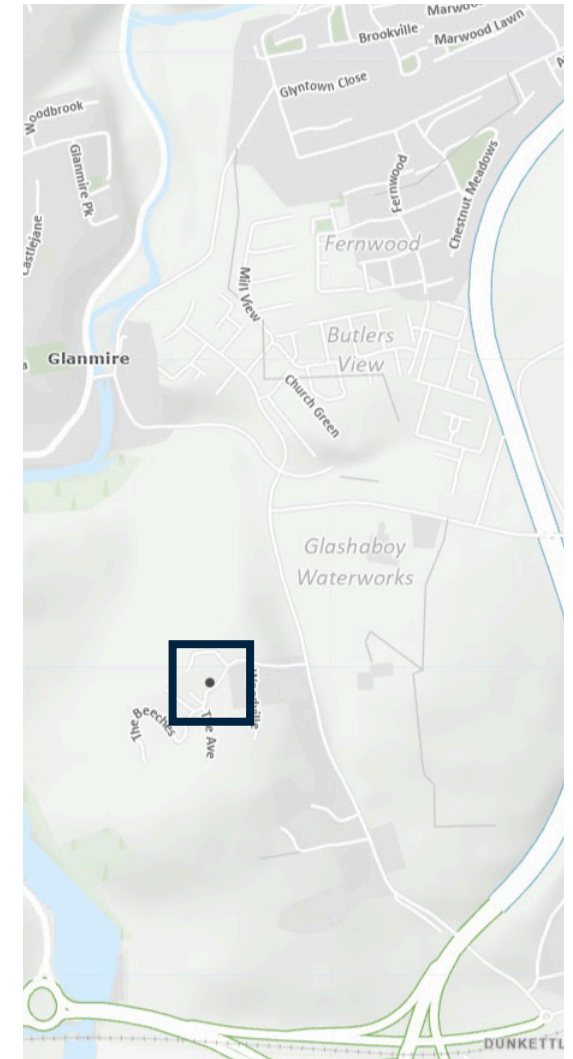 Marwoo
Marwood Lawn
Brookville
Glyntown Close
Woodbrook
Glanmire Pk
Castlejane
Fernwood
Chestnut Meadows
Fernwood
Mill View
Butlers
View
Glanmire
Church Green
Glashaboy
Waterworks
The Beeches
The Ave
DUNKETTL